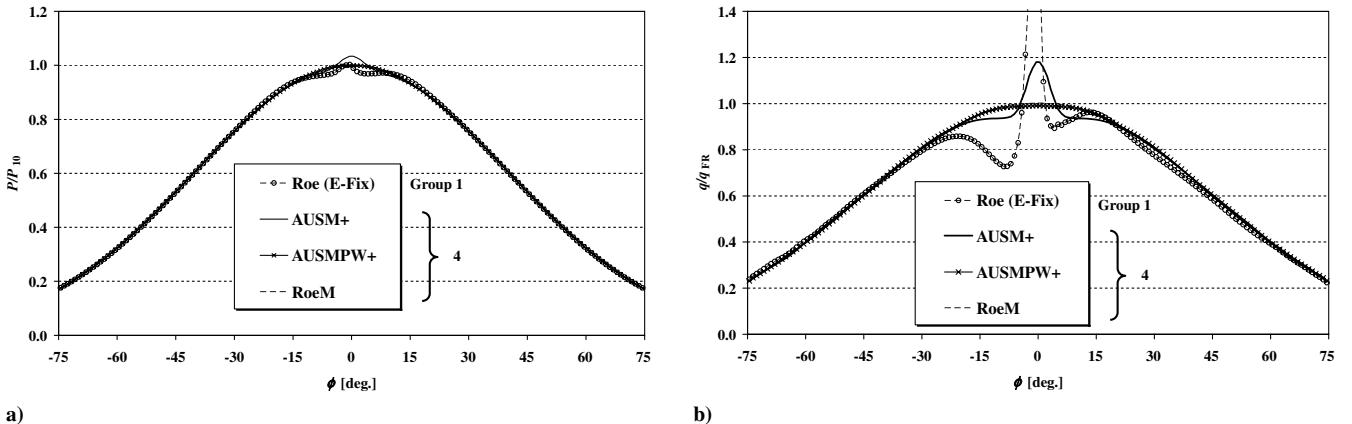 1.2
1.0
0.8
0.6
0.4
0.2
0.0
P/P10
-75 -60 -45 -30 -15 0 15 30 45 60 75
ϕ [deg.]
Roe (E-Fix)
AUSM+
AUSMPW+
RoeM
Group 1
4
a)
1.4
1.2
1.0
0.8
0.6
0.4
0.2
0.0
q/qFR
-75 -60 -45 -30 -15 0 15 30 45 60 75
ϕ [deg.]
Roe (E-Fix)
AUSM+
AUSMPW+
RoeM
Group 1
4
b)